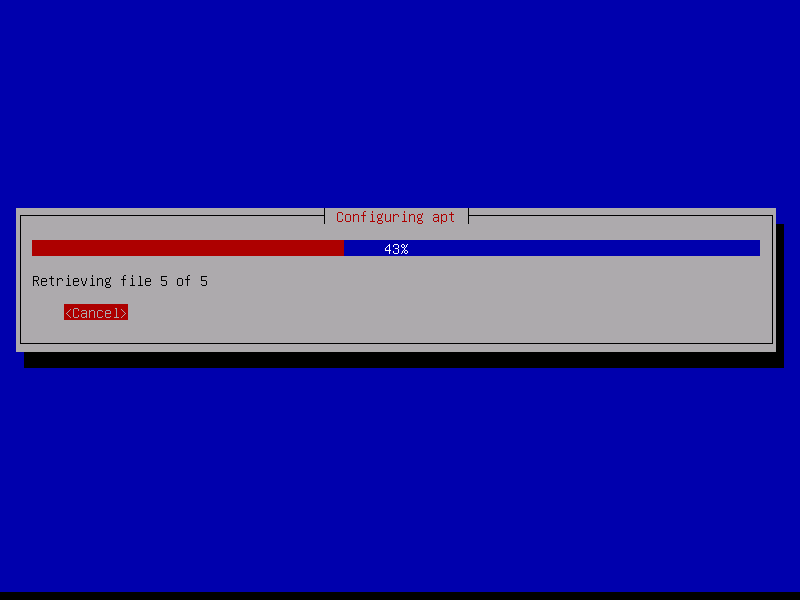 Configuring apt
43%
Retrieving file 5 of 5
<Cancel>